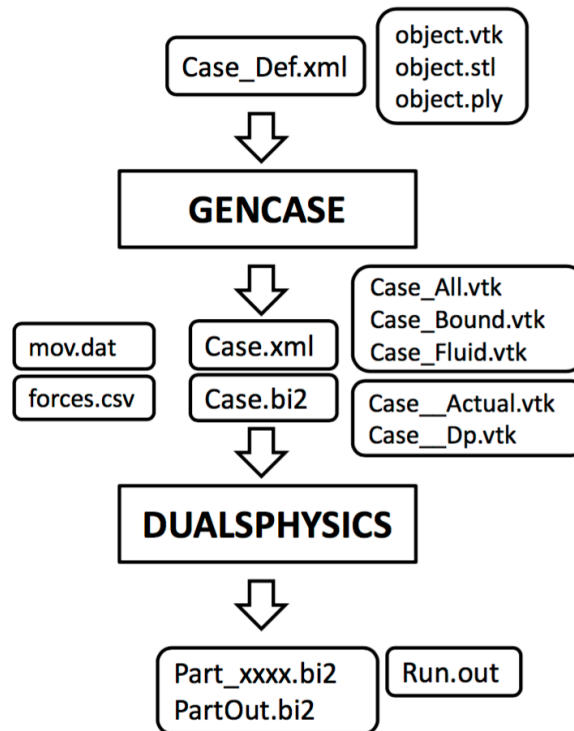 Case_Def.xml
object.vtk
object.stl
object.ply
GENCASE
mov.dat
forces.csv
Case.xml
Case.bi2
Case_All.vtk
Case_Bound.vtk
Case_Fluid.vtk
Case__Actual.vtk
Case__Dp.vtk
DUALSPHYSICS
Part_xxxx.bi2
PartOut.bi2
Run.out